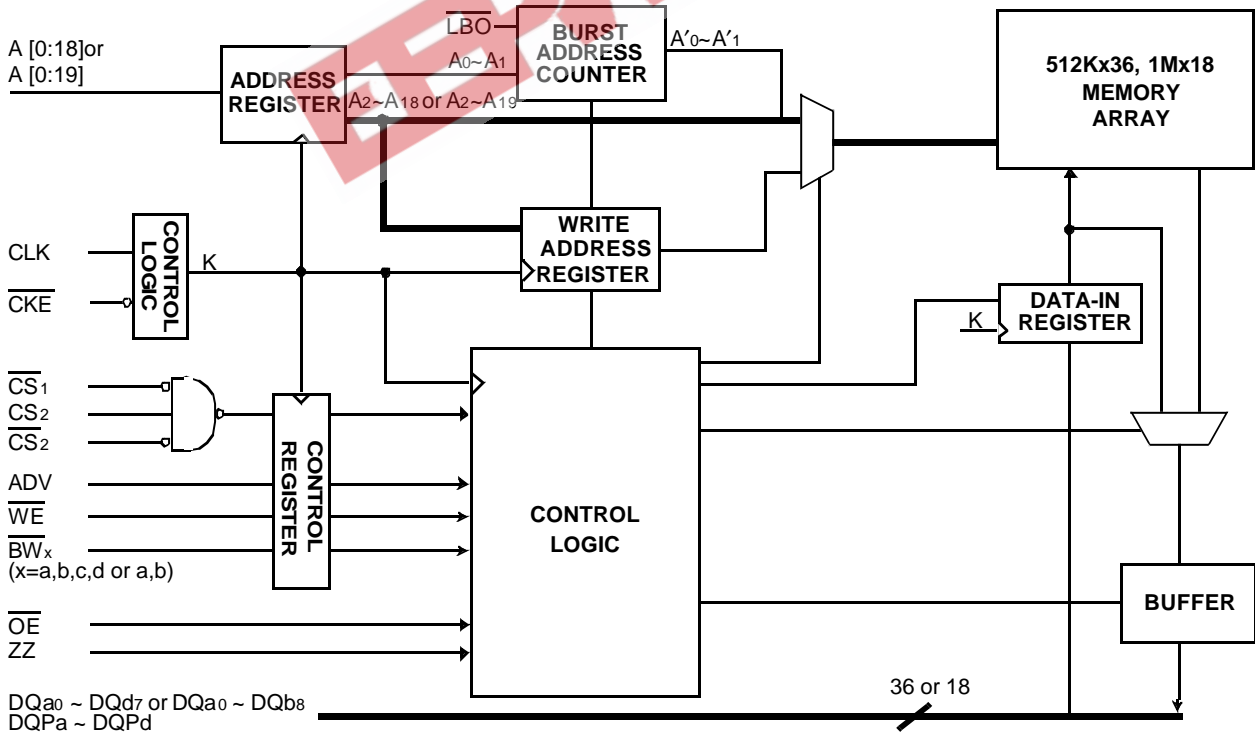 A [0:18]or
A [0:19]
ADDRESS
REGISTER
LBO
A0~A1
A2~A18 or A2~A19
BURST
ADDRESS
COUNTER
A′0~A′1
512Kx36, 1Mx18
MEMORY
ARRAY
CLK
CKE
CONTROL
LOGIC
K
WRITE
ADDRESS
REGISTER
K
DATA-IN
REGISTER
CS1
CS2
CS2
ADV
WE
BWx
(x=a,b,c,d or a,b)
CONTROL
REGISTER
CONTROL
LOGIC
BUFFER
OE
ZZ
DQa0 ~ DQd7 or DQa0 ~ DQb8
DQPa ~ DQPd
36 or 18